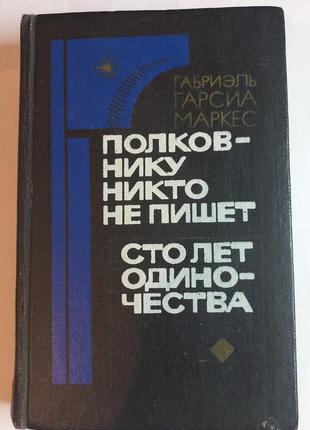 ГАБРИЭЛЬ
ГАРСИА
МАРКЕС
ПОЛКОВ-
НИКУ
НИКТО
НЕ ПИШЕТ
СТО ЛЕТ
ОДИНО-
ЧЕСТВА